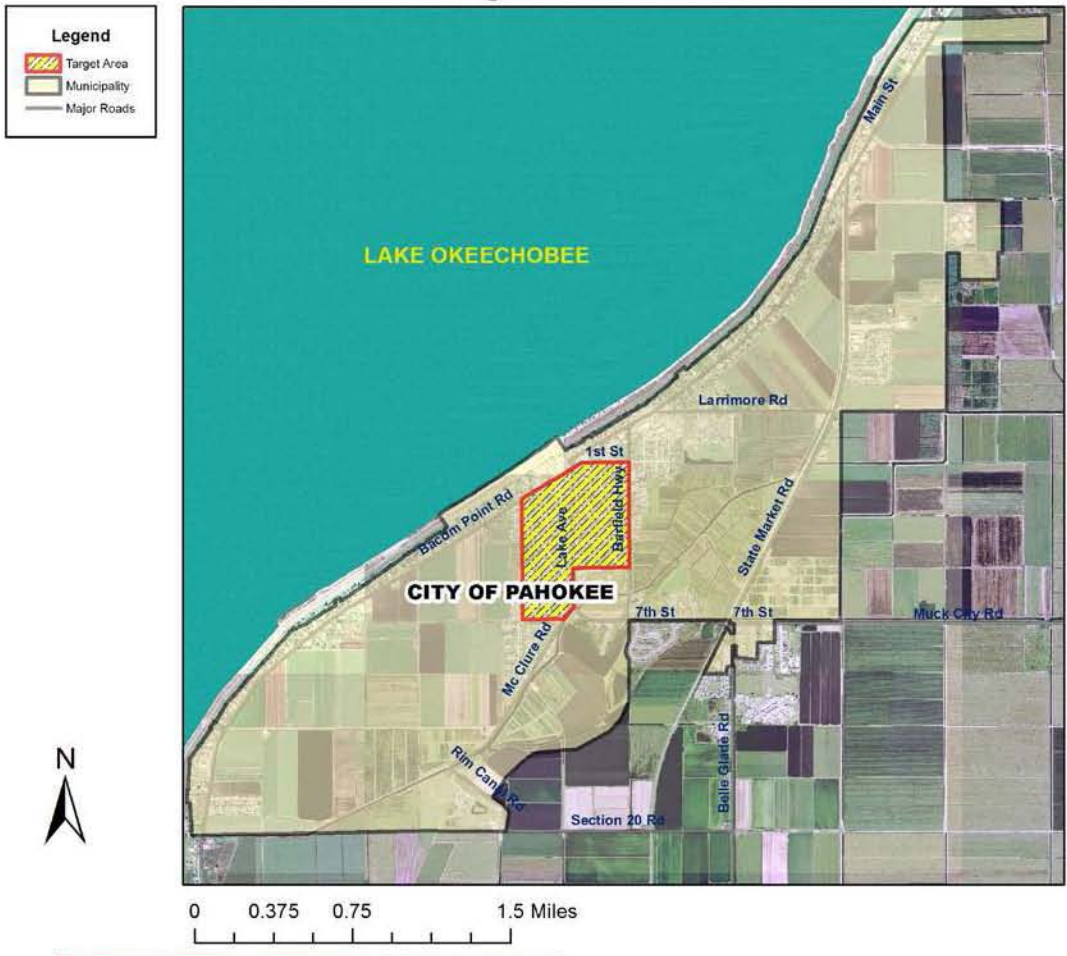 Legend
Target Area
Municipality
Major Roads
Main St
LAKE OKEECHOBEE
Larrimore Rd
1st St
Bacom Point Rd
Lake Ave
Barfield Hwy
State Market Rd
CITY OF PAHOKEE
7th St
7th St
Muck City Rd
Mc Clure Rd
Rim Canal Rd
Belle Glade Rd
Section 20 Rd
N
0 0.375 0.75 1.5 Miles